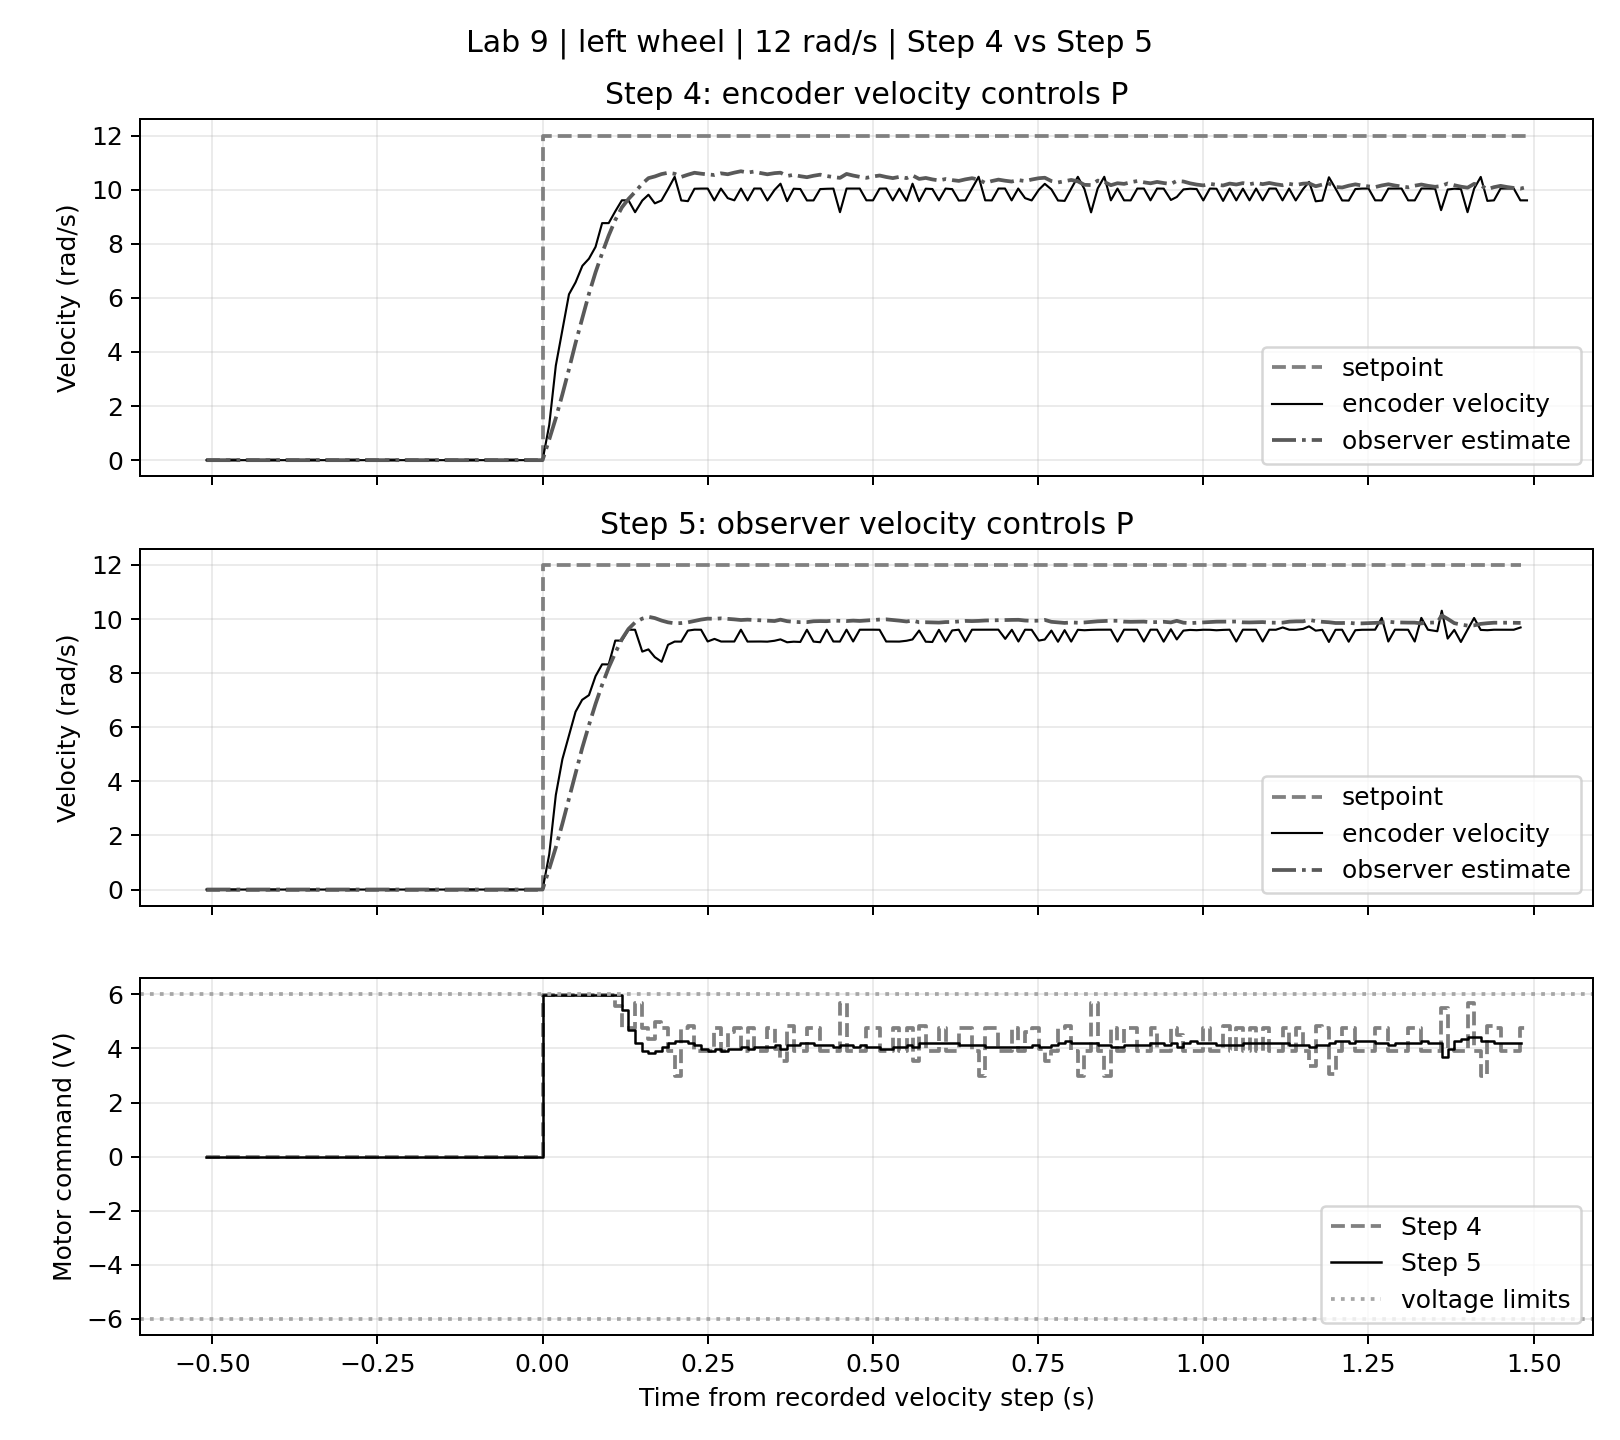 Lab 9 | left wheel | 12 rad/s | Step 4 vs Step 5
Step 4: encoder velocity controls P
Velocity (rad/s)
12
10
8
6
4
2
0
setpoint
encoder velocity
observer estimate
Step 5: observer velocity controls P
Velocity (rad/s)
12
10
8
6
4
2
0
setpoint
encoder velocity
observer estimate
Motor command (V)
6
4
2
0
−2
−4
−6
Step 4
Step 5
voltage limits
−0.50 −0.25 0.00 0.25 0.50 0.75 1.00 1.25 1.50
Time from recorded velocity step (s)